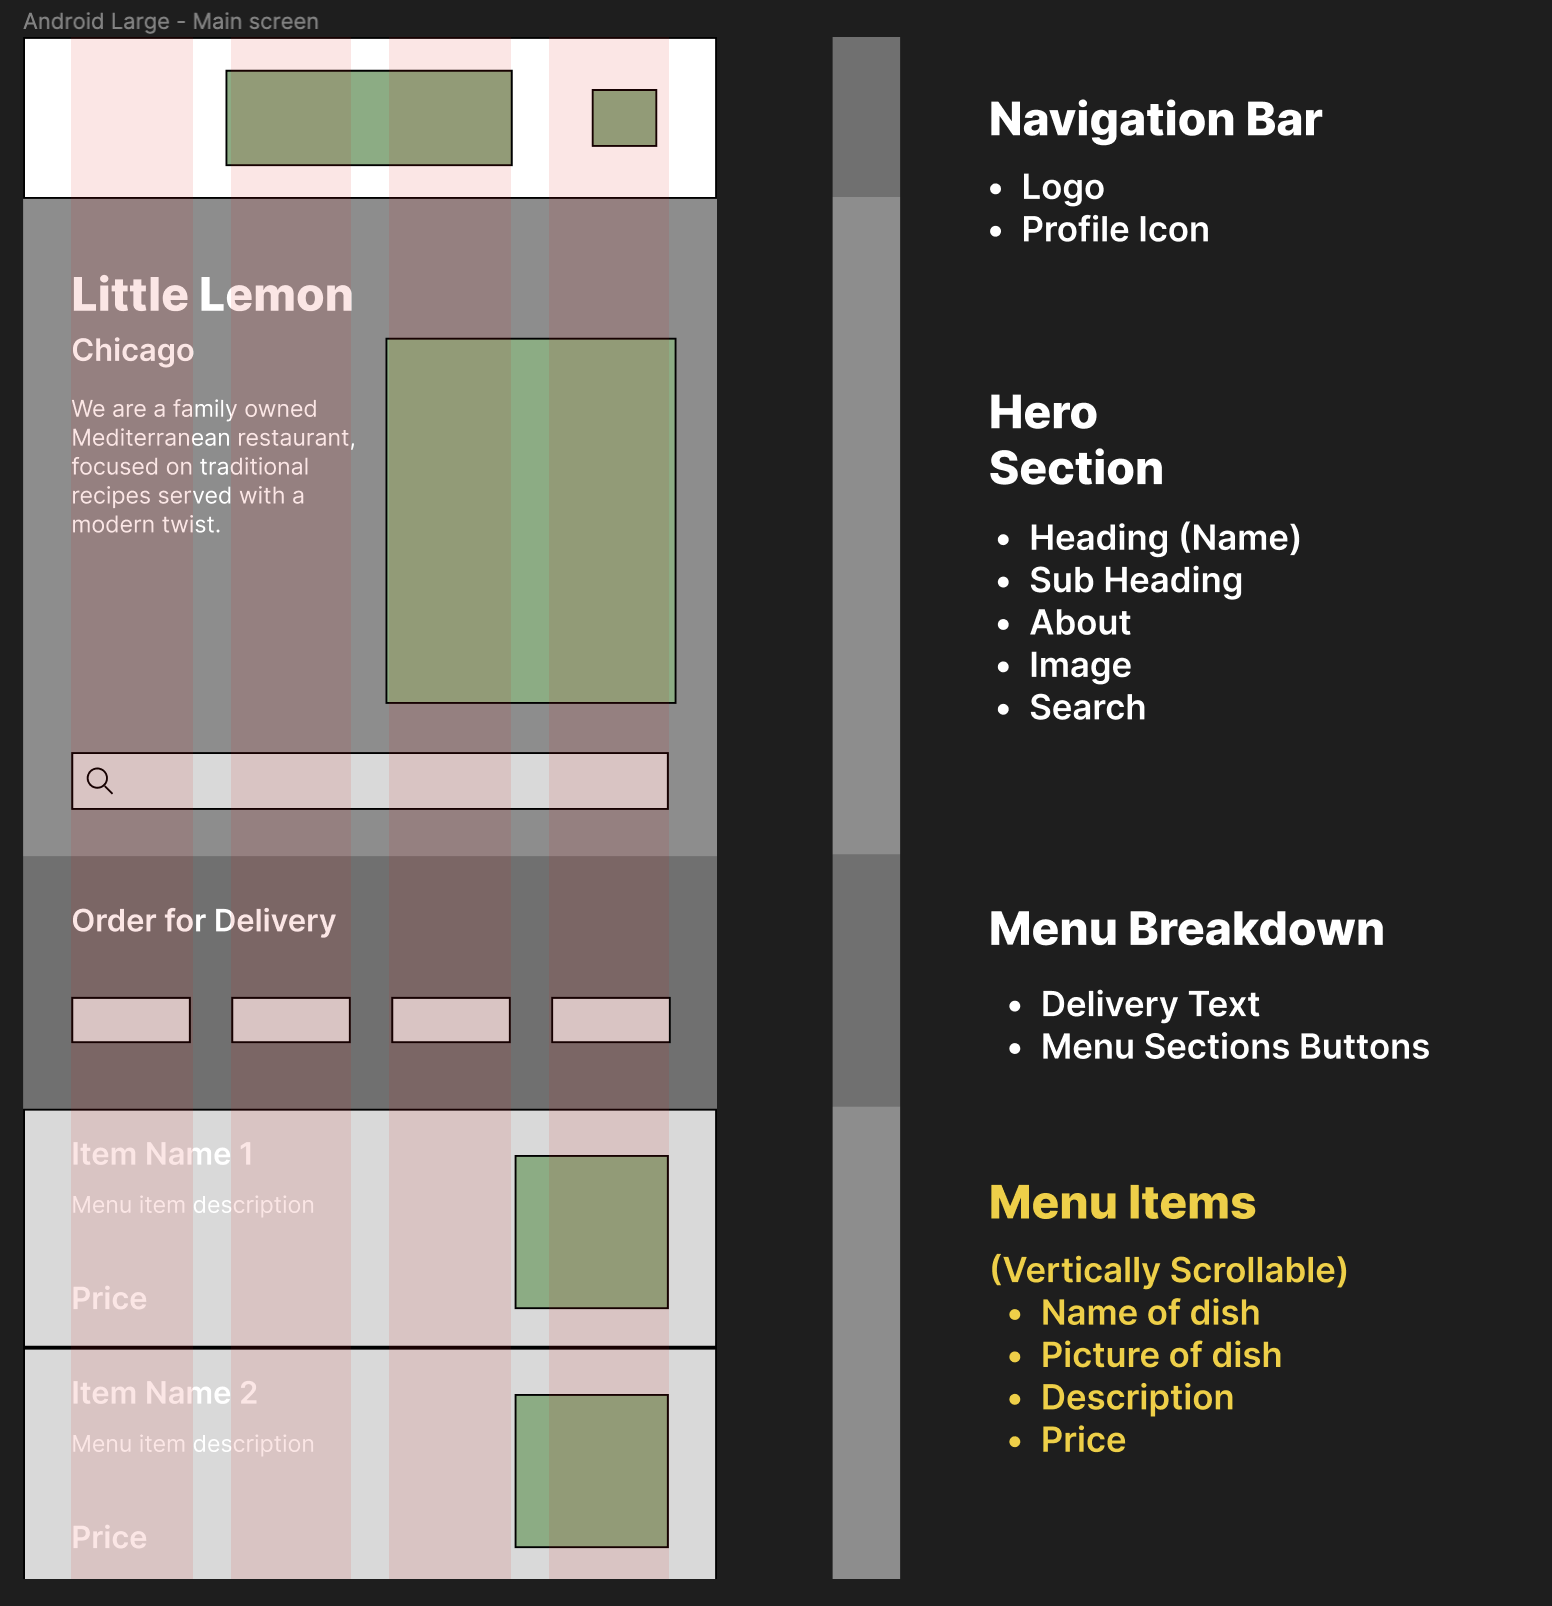 Android Large - Main screen
Little Lemon
Chicago
We are a family owned
Mediterranean restaurant,
focused on traditional
recipes served with a
modern twist.
Order for Delivery
Item Name 1
Menu item description
Price
Item Name 2
Menu item description
Price
Navigation Bar
• Logo
• Profile Icon
Hero
Section
• Heading (Name)
• Sub Heading
• About
• Image
• Search
Menu Breakdown
• Delivery Text
• Menu Sections Buttons
Menu Items
(Vertically Scrollable)
• Name of dish
• Picture of dish
• Description
• Price